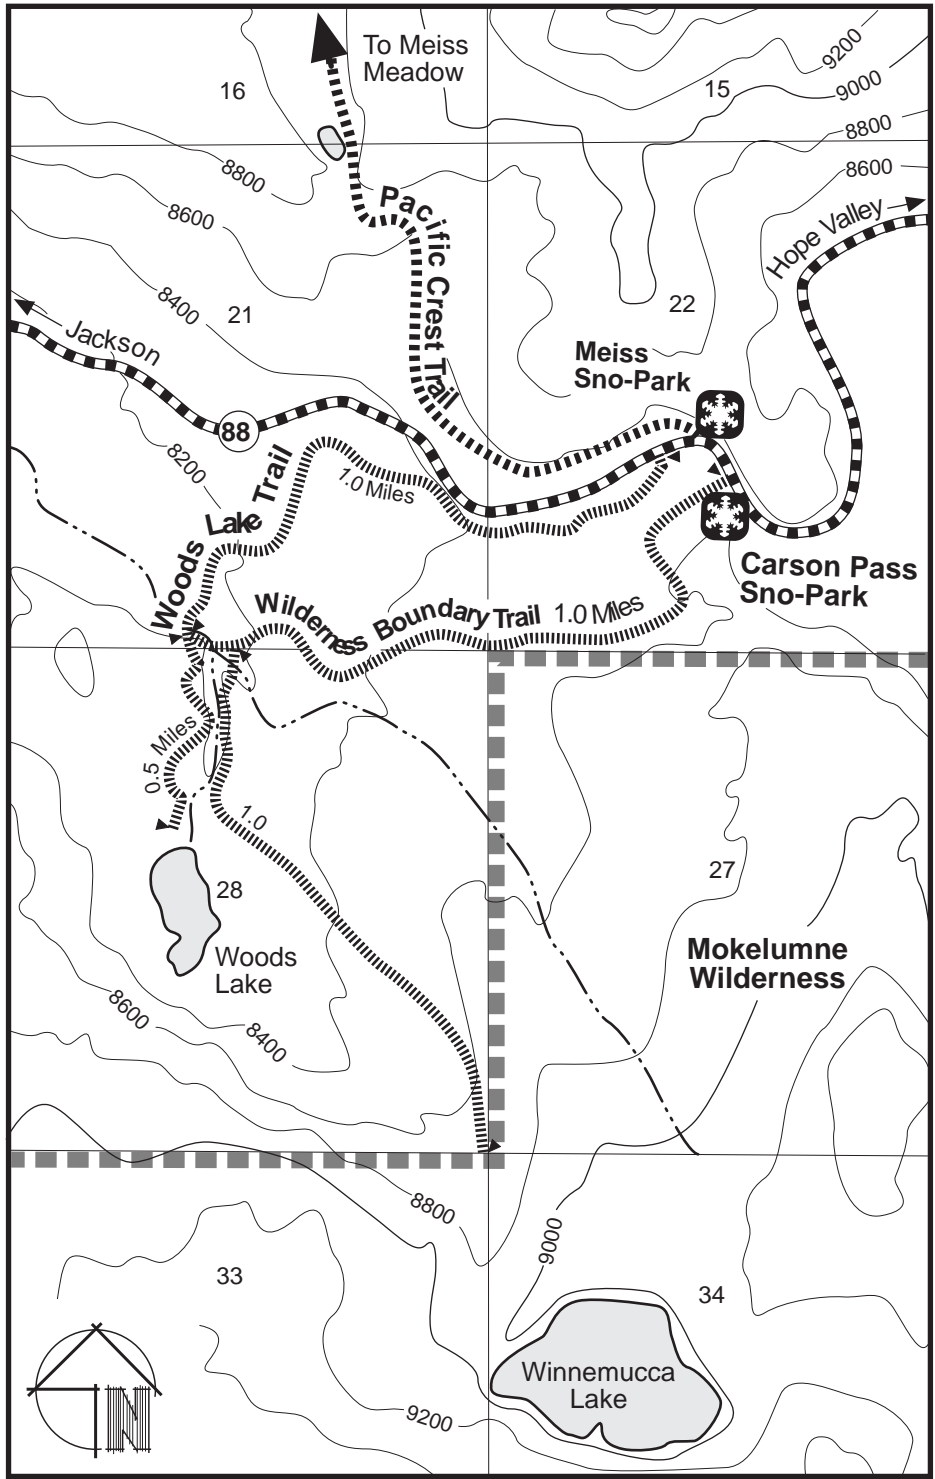 To Meiss
Meadow
16
15
9200
9000
8800
8600
8800
8600
8400
Pacific Crest Trail
Hope Valley
21
22
Jackson
Meiss
Sno-Park
88
8200
Woods Lake Trail
1.0 Miles
Carson Pass
Sno-Park
Wilderness Boundary Trail 1.0 Miles
0.5 Miles
1.0
28
27
Woods
Lake
Mokelumne
Wilderness
8600
8400
8800
9000
33
34
Winnemucca
Lake
9200
N